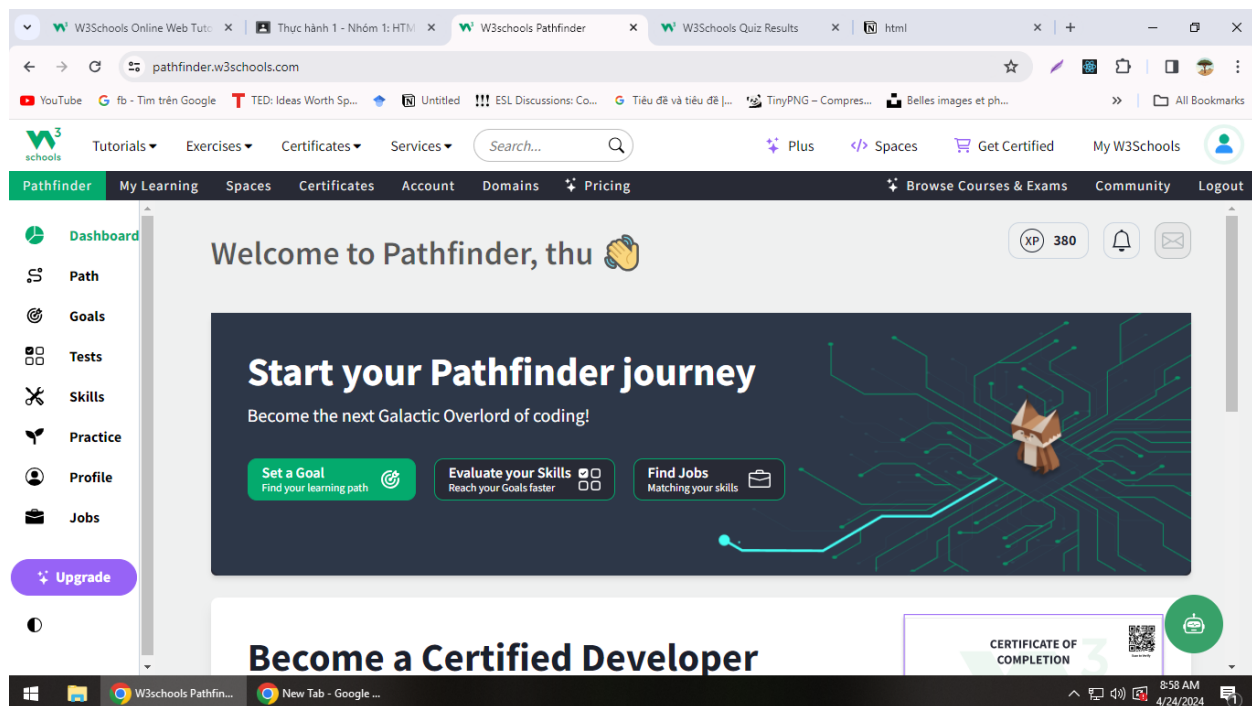 W3Schools Online Web Tuto
Thực hành 1 - Nhóm 1: HTM
W3schools Pathfinder
W3Schools Quiz Results
html
pathfinder.w3schools.com
YouTube
fb - Tìm trên Google
TED: Ideas Worth Sp...
Untitled
ESL Discussions: Co...
Tiêu đề và tiêu đề |...
TinyPNG – Compres...
Belles images et ph...
All Bookmarks
W3 schools
Tutorials
Exercises
Certificates
Services
Search...
Plus
Spaces
Get Certified
My W3Schools
Pathfinder
My Learning
Spaces
Certificates
Account
Domains
Pricing
Browse Courses & Exams
Community
Logout
Dashboard
Path
Goals
Tests
Skills
Practice
Profile
Jobs
Upgrade
Welcome to Pathfinder, thu
XP 380
Start your Pathfinder journey
Become the next Galactic Overlord of coding!
Set a Goal
Find your learning path
Evaluate your Skills
Reach your Goals faster
Find Jobs
Matching your skills
Become a Certified Developer
CERTIFICATE OF
COMPLETION
W3schools Pathfin...
New Tab - Google ...
8:58 AM
4/24/2024
1